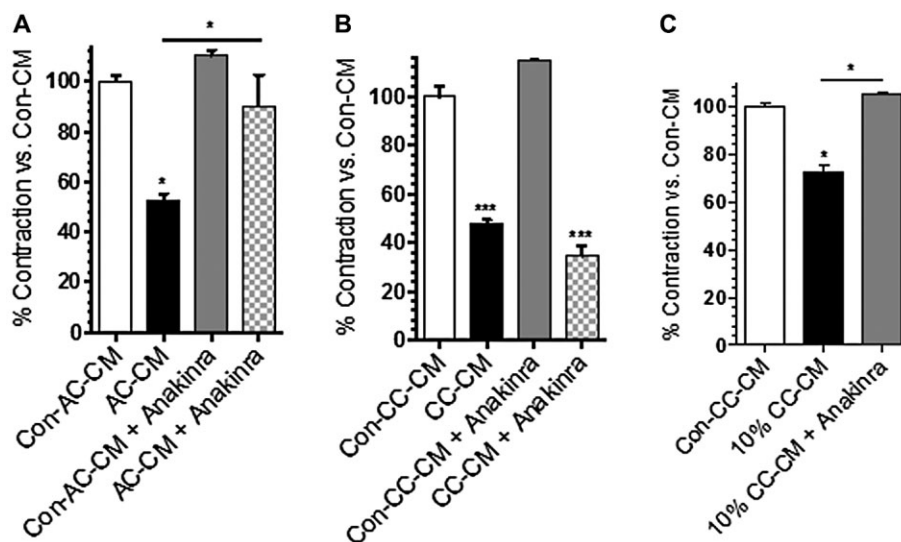 A
% Contraction vs. Con-CM
100
80
60
40
20
0
*
*
Con-AC-CM
AC-CM
Con-AC-CM + Anakinra
AC-CM + Anakinra
B
% Contraction vs. Con-CM
100
80
60
40
20
0
***
***
Con-CC-CM
CC-CM
Con-CC-CM + Anakinra
CC-CM + Anakinra
C
% Contraction vs. Con-CM
100
80
60
40
20
0
*
*
Con-CC-CM
10% CC-CM
10% CC-CM + Anakinra